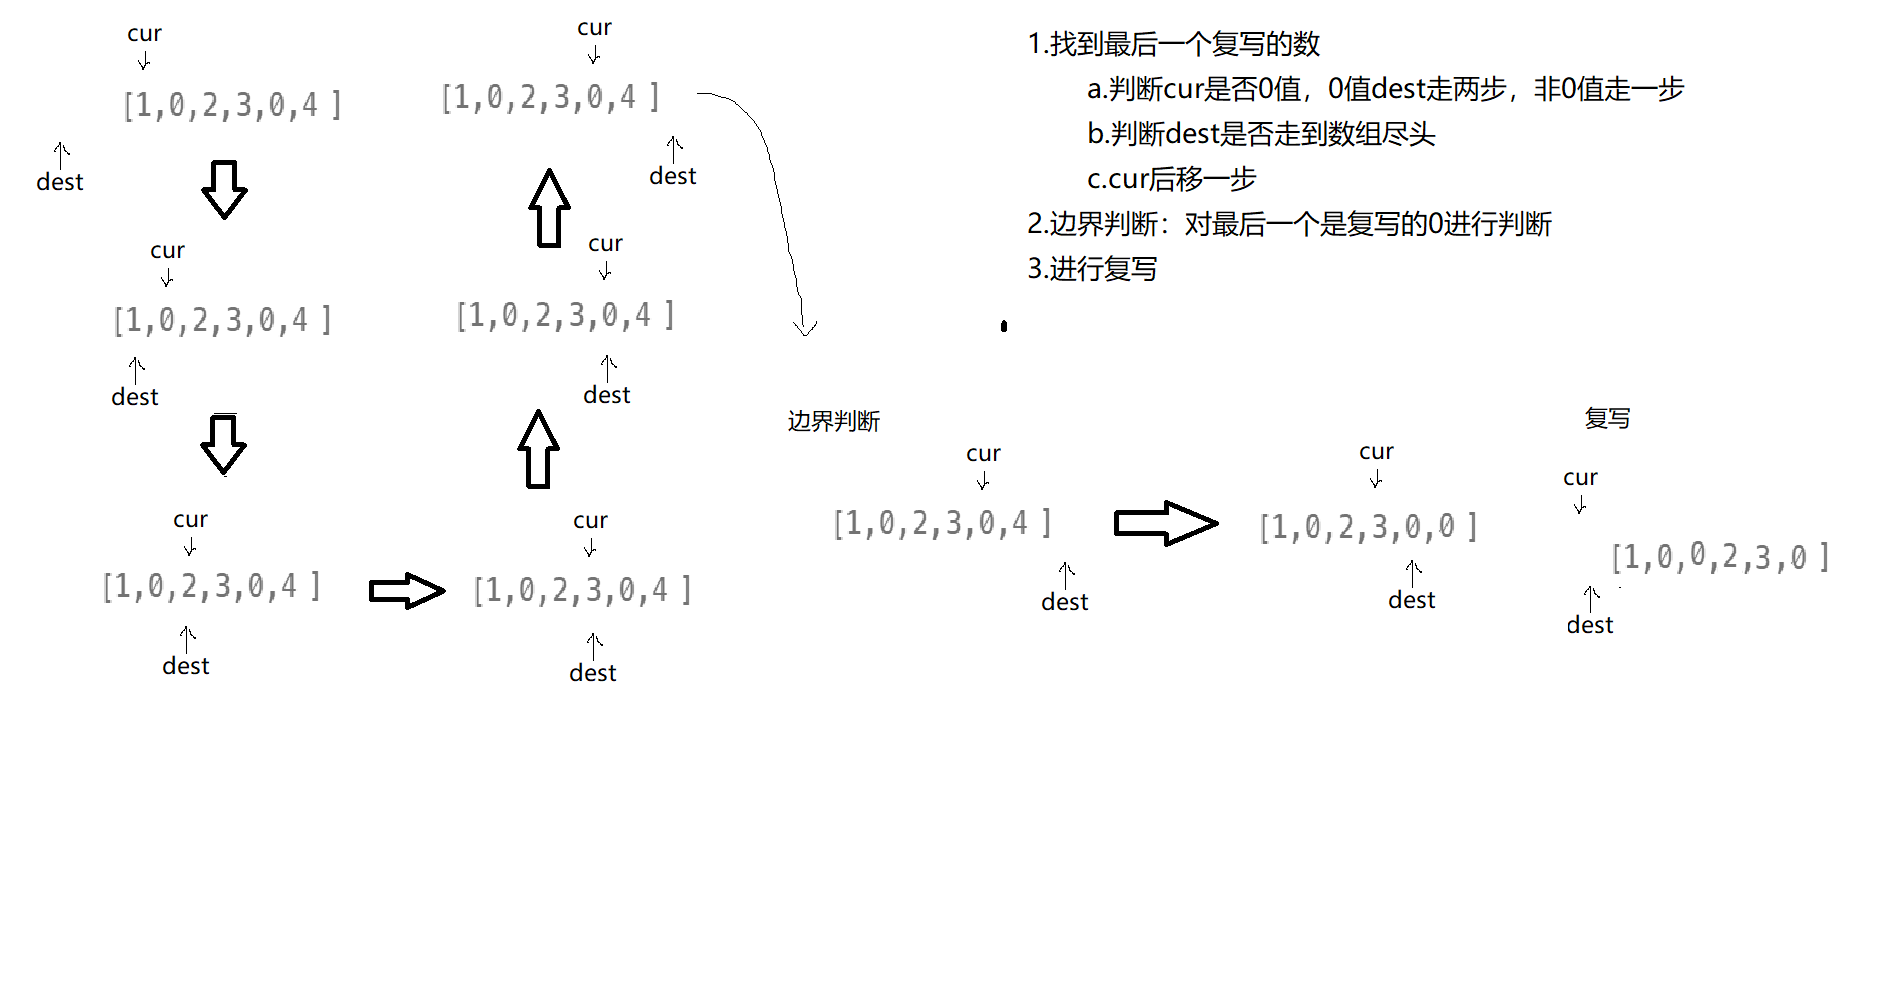 cur
[1,0,2,3,0,4 ]
dest
cur
[1,0,2,3,0,4 ]
dest
cur
[1,0,2,3,0,4 ]
dest
cur
[1,0,2,3,0,4 ]
dest
cur
[1,0,2,3,0,4 ]
dest
cur
[1,0,2,3,0,4 ]
dest
1.找到最后一个复写的数
a.判断cur是否0值，0值dest走两步，非0值走一步
b.判断dest是否走到数组尽头
c.cur后移一步
2.边界判断：对最后一个是复写的0进行判断
3.进行复写
边界判断
cur
[1,0,2,3,0,4 ]
dest
cur
[1,0,2,3,0,0 ]
dest
复写
cur
[1,0,0,2,3,0 ]
dest